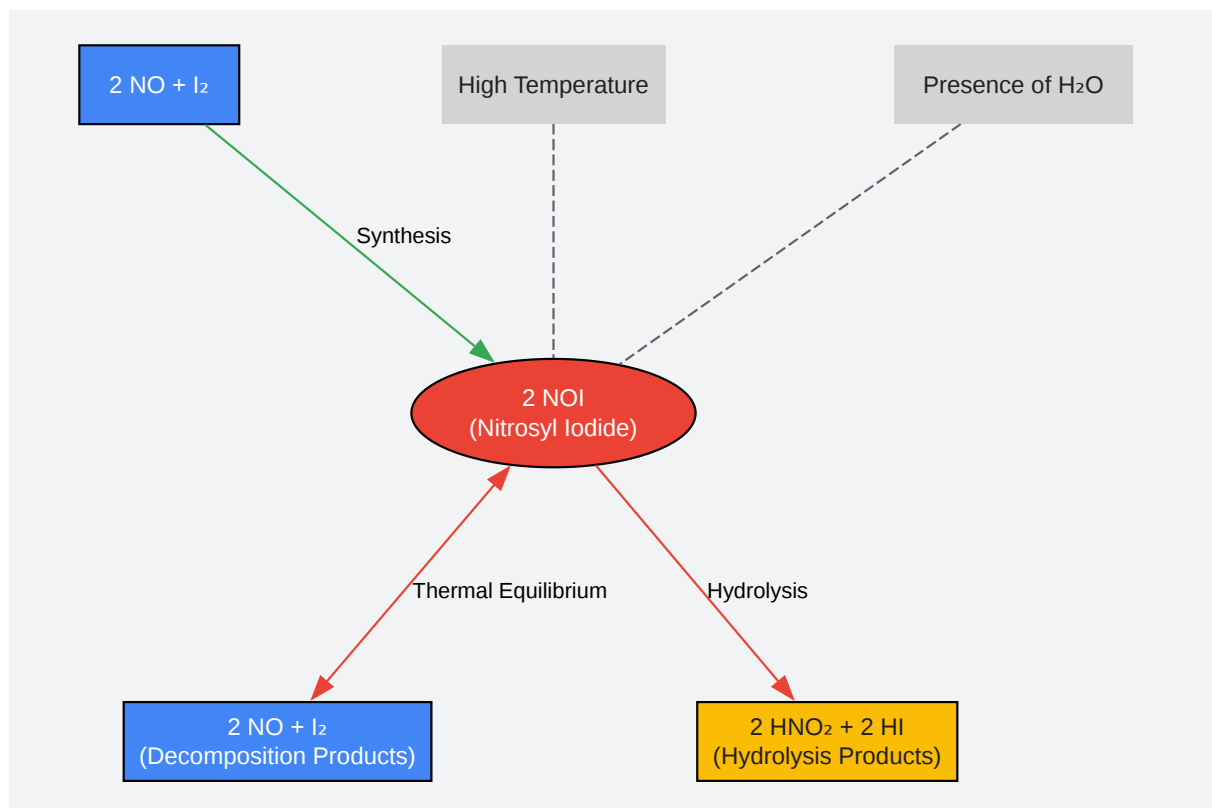 2 NO + I₂
High Temperature
Presence of H₂O
Synthesis
2 NOI
(Nitrosyl Iodide)
Thermal Equilibrium
Hydrolysis
2 NO + I₂
(Decomposition Products)
2 HNO₂ + 2 HI
(Hydrolysis Products)